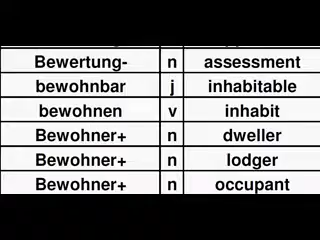 Bewertung- n assessment
bewohnbar j inhabitable
bewohnen v inhabit
Bewohner+ n dweller
Bewohner+ n lodger
Bewohner+ n occupant